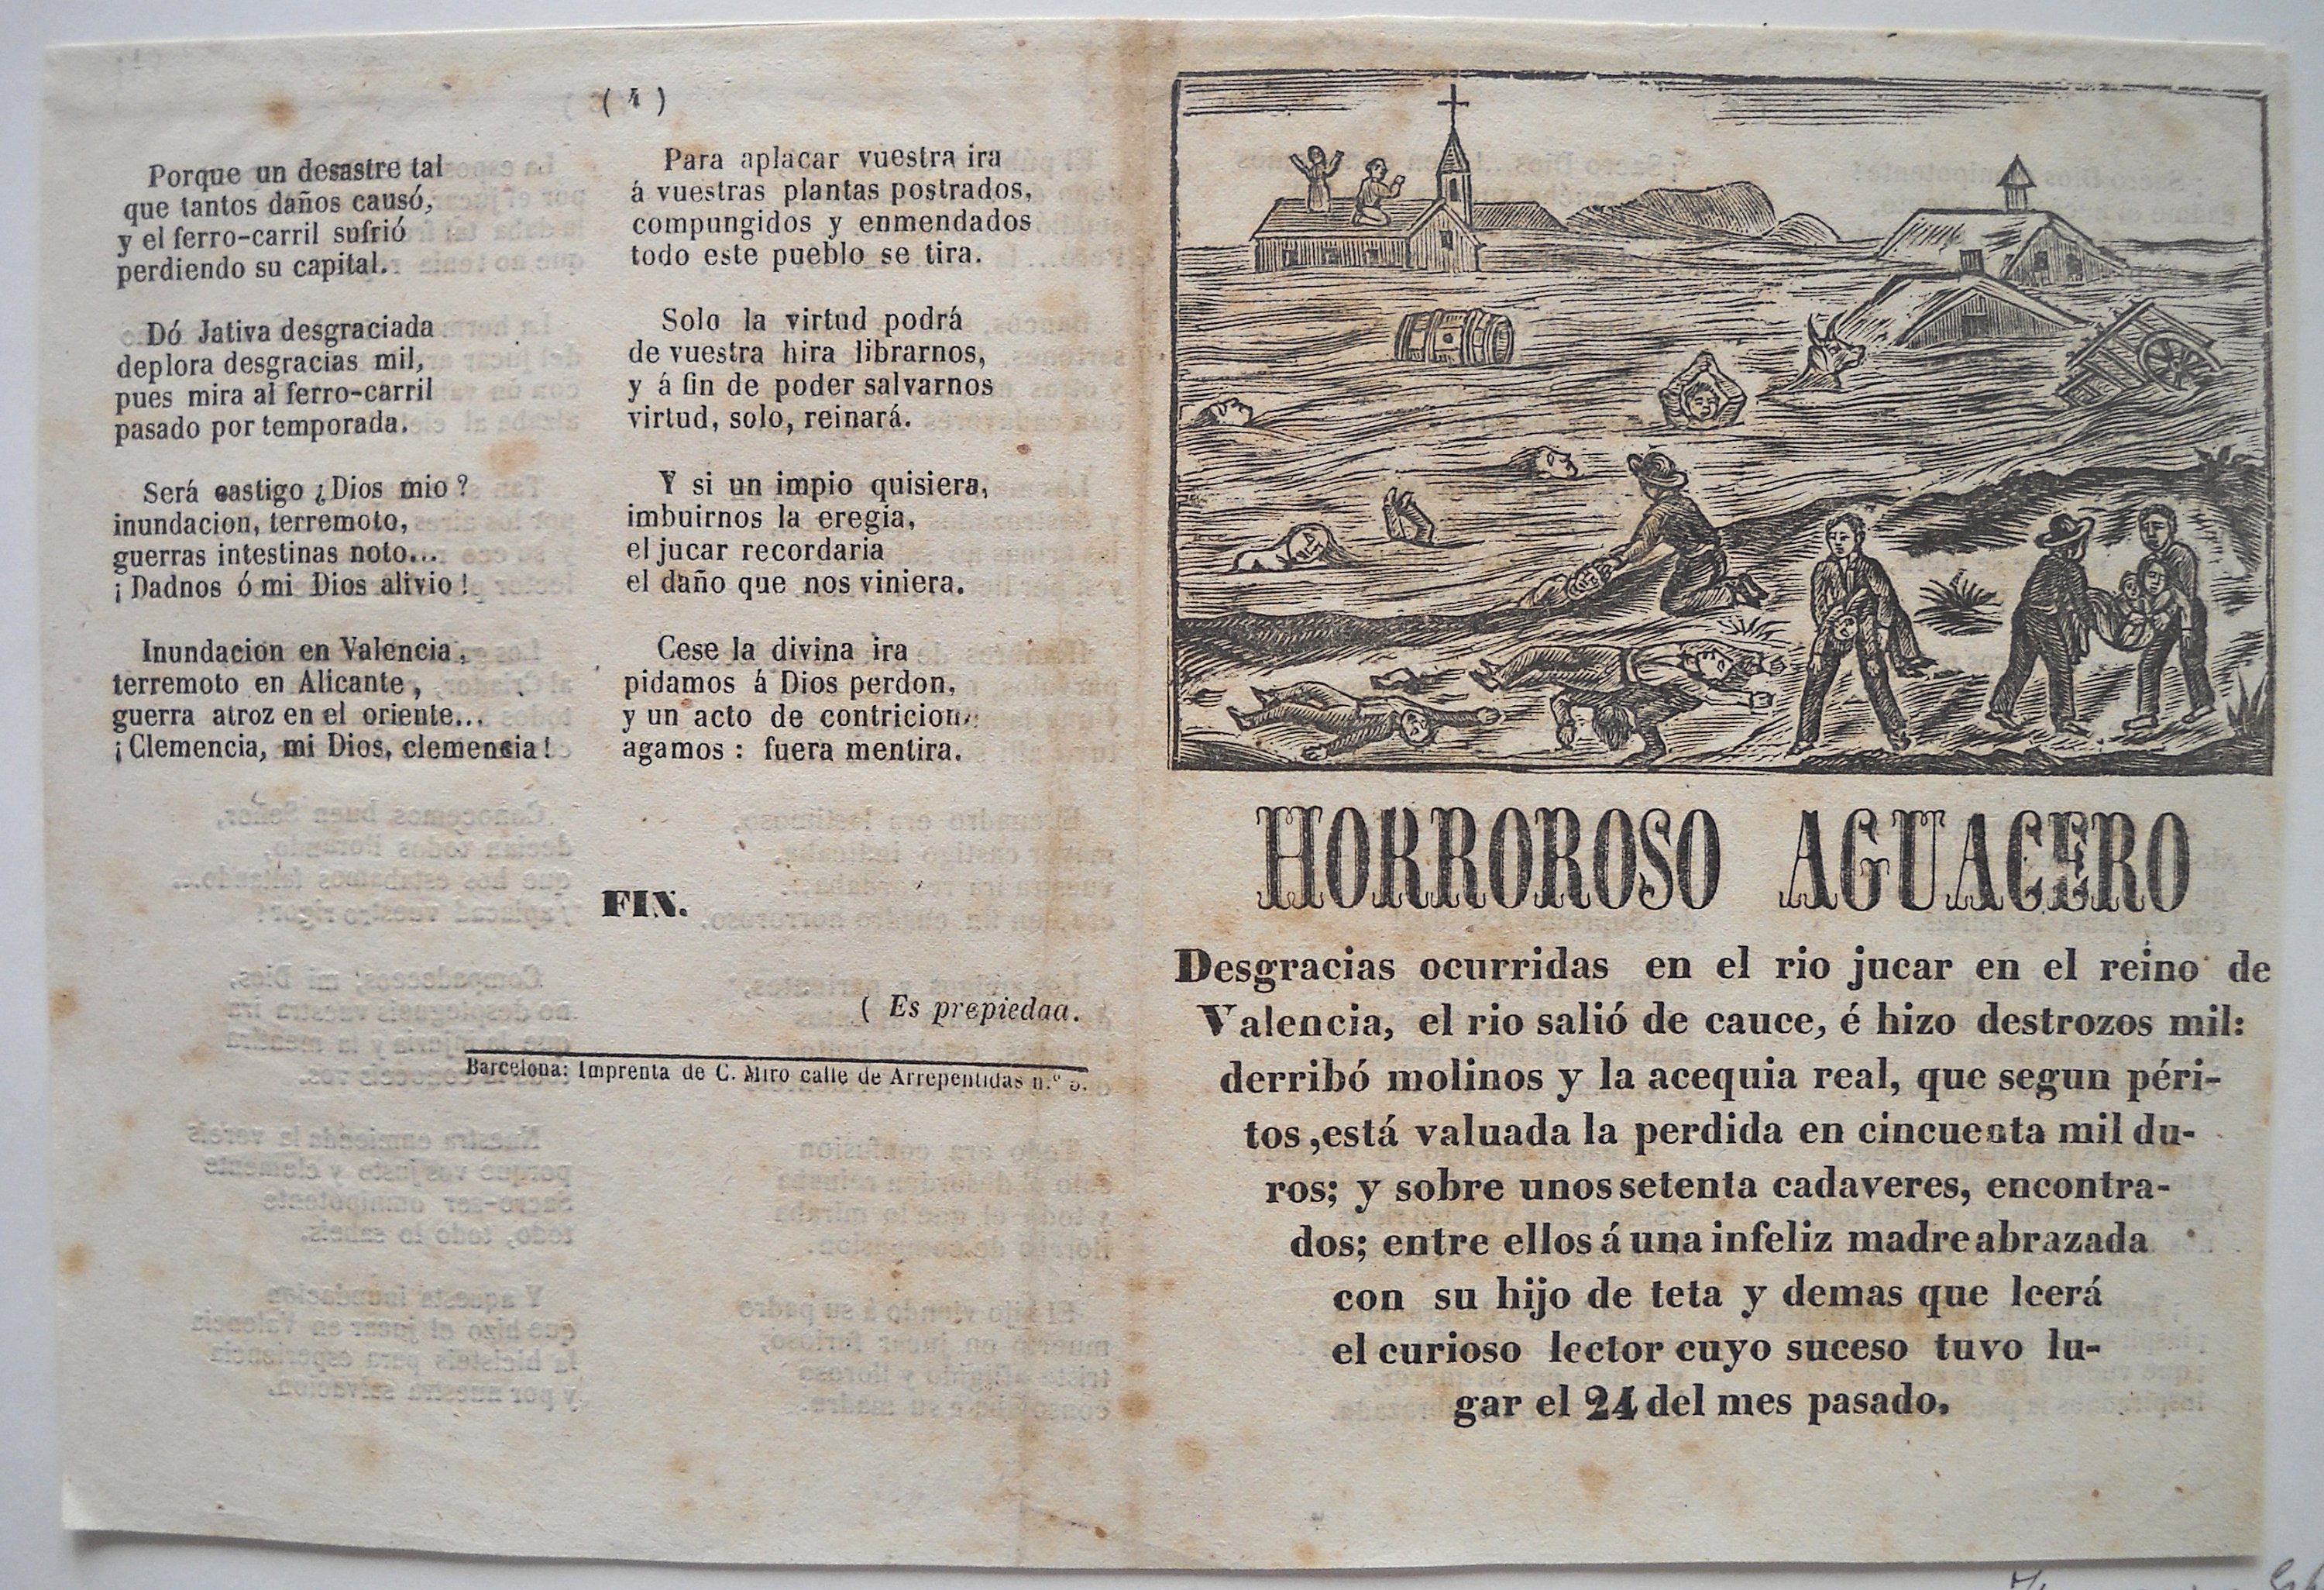 ( 4 )
Porque un desastre tal
que tantos daños causó,
y el ferro-carril sufrió
perdiendo su capital.
Dó Jativa desgraciada
deplora desgracias mil,
pues mira al ferro-carril
pasado por temporada.
Será castigo ¿Dios mio?
inundacion, terremoto,
guerras intestinas noto...
¡Dadnos ó mi Dios alivio!
Inundacion en Valencia,
terremoto en Alicante,
guerra atroz en el oriente...
¡Clemencia, mi Dios, clemencia!
Para aplacar vuestra ira
á vuestras plantas postrados,
compungidos y enmendados
todo este pueblo se tira.
Solo la virtud podrá
de vuestra hira librarnos,
y á fin de poder salvarnos
virtud, solo, reinará.
Y si un impio quisiera,
imbuirnos la eregia,
el jucar recordaria
el daño que nos viniera.
Cese la divina ira
pidamos á Dios perdon,
y un acto de contricion,
agamos: fuera mentira.
FIN.
( Es prepiedaa.
Barcelona: Imprenta de C. Miro calle de Arrepentidas n.º
HORROROSO AGUACERO
Desgracias ocurridas en el rio jucar en el reino de
Valencia, el rio salió de cauce, é hizo destrozos mil:
derribó molinos y la acequia real, que segun péri-
tos ,está valuada la perdida en cincuenta mil du-
ros; y sobre unos setenta cadaveres, encontra-
dos; entre ellos á una infeliz madre abrazada
con su hijo de teta y demas que leerá
el curioso lector cuyo suceso tuvo lu-
gar el 24 del mes pasado.